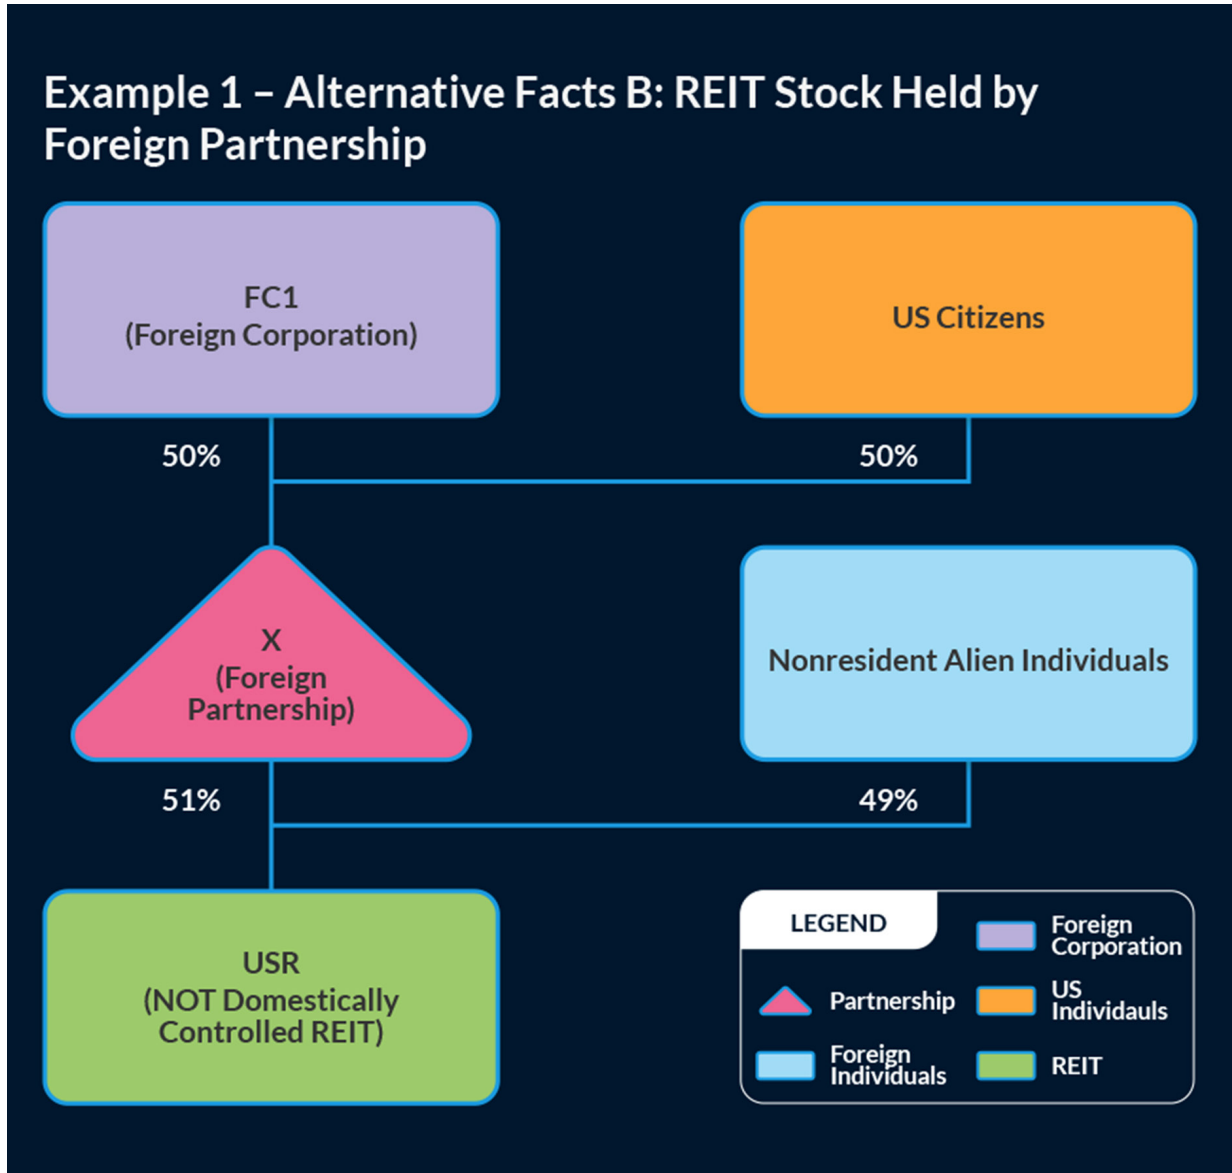 Example 1 – Alternative Facts B: REIT Stock Held by
Foreign Partnership
FC1
(Foreign Corporation)
US Citizens
50%
50%
X
(Foreign
Partnership)
Nonresident Alien Individuals
51%
49%
USR
(NOT Domestically
Controlled REIT)
LEGEND
Foreign
Corporation
Partnership
US
Individauls
Foreign
Individuals
REIT